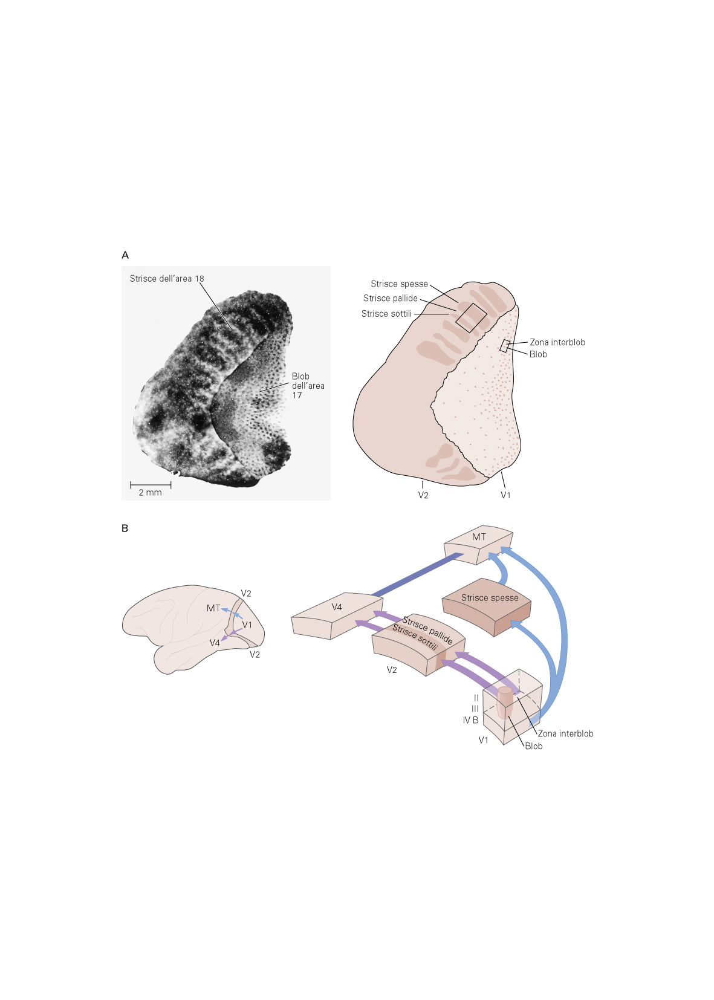 A
Strisce dell'area 18
Blob
dell'area
17
2 mm
Strisce spesse
Strisce pallide
Strisce sottili
Zona interblob
Blob
V2
V1
B
V2
MT
V1
V4
V2
MT
Strisce spesse
V4
Strisce pallide
Strisce sottili
V2
II
III
IV B
V1
Zona interblob
Blob